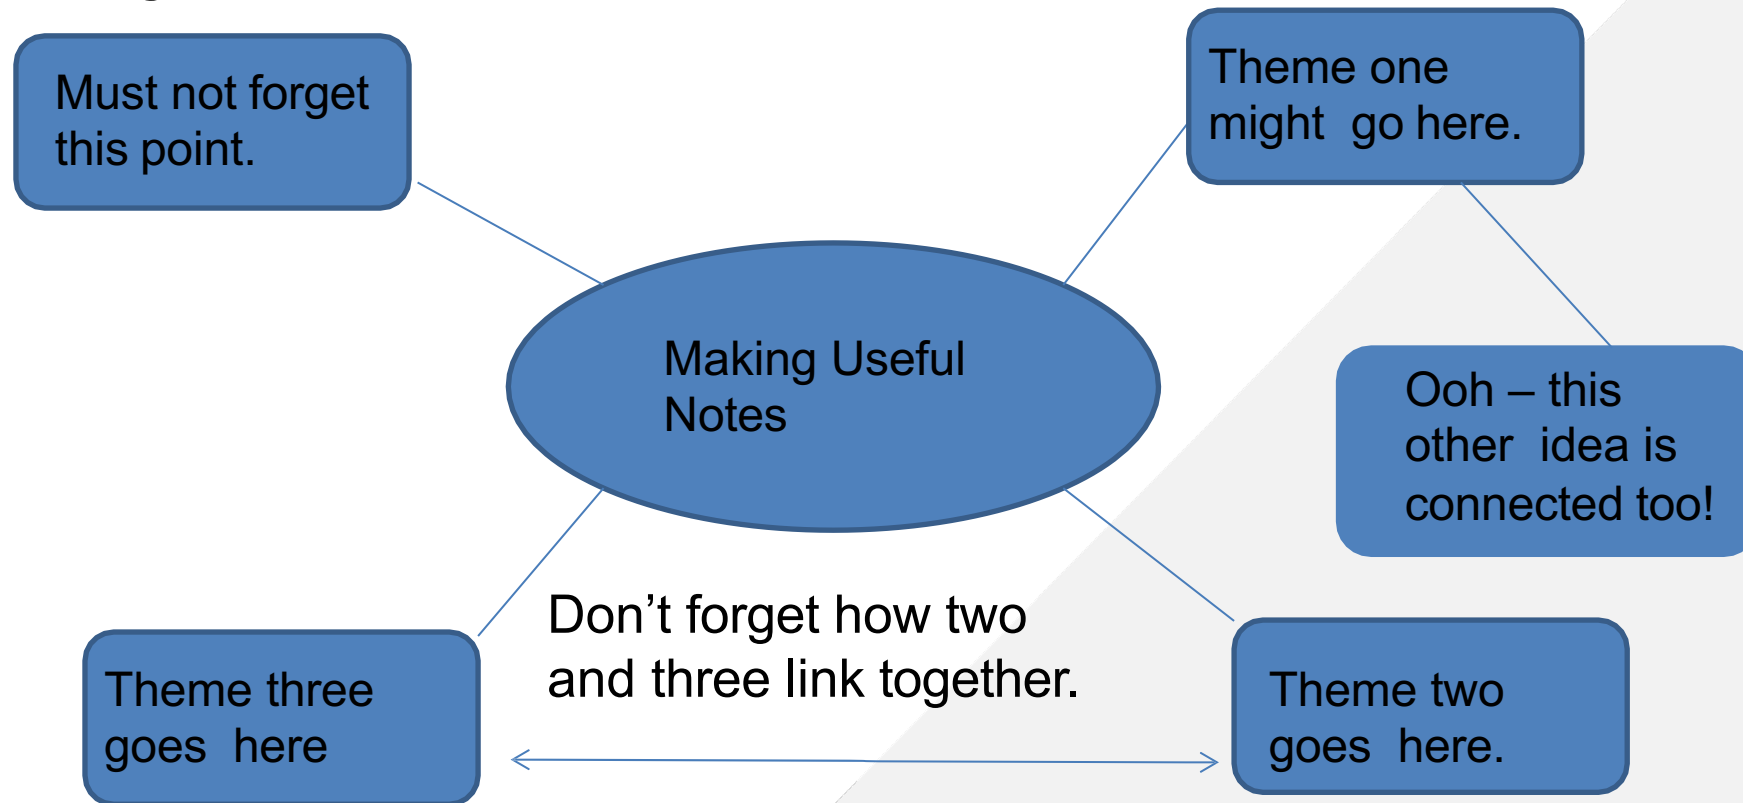 Must not forget
this point.
Theme one
might go here.
Making Useful
Notes
Ooh – this
other idea is
connected too!
Don’t forget how two
and three link together.
Theme three
goes here
Theme two
goes here.